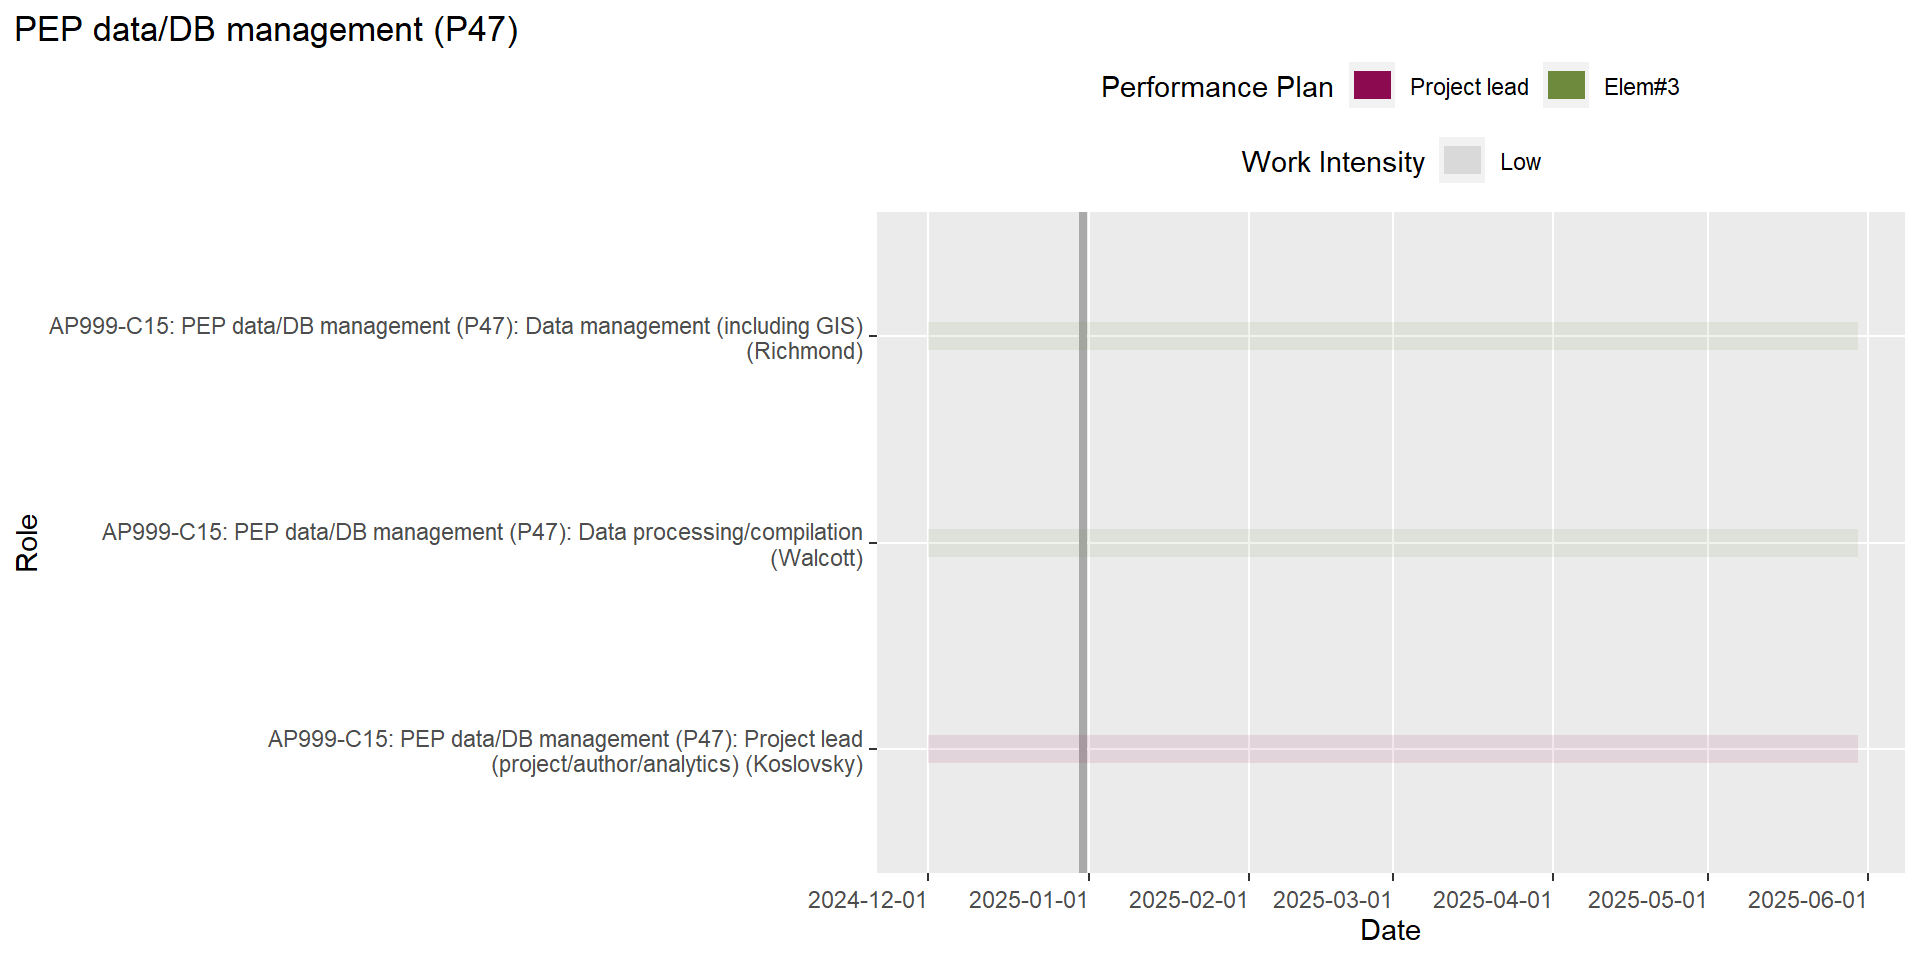 PEP data/DB management (P47)
Performance Plan Project lead Elem#3
Work Intensity Low
AP999-C15: PEP data/DB management (P47): Data management (including GIS)
(Richmond)
AP999-C15: PEP data/DB management (P47): Data processing/compilation
(Walcott)
AP999-C15: PEP data/DB management (P47): Project lead
(project/author/analytics) (Koslovsky)
Role
2024-12-01 2025-01-01 2025-02-01 2025-03-01 2025-04-01 2025-05-01 2025-06-01
Date